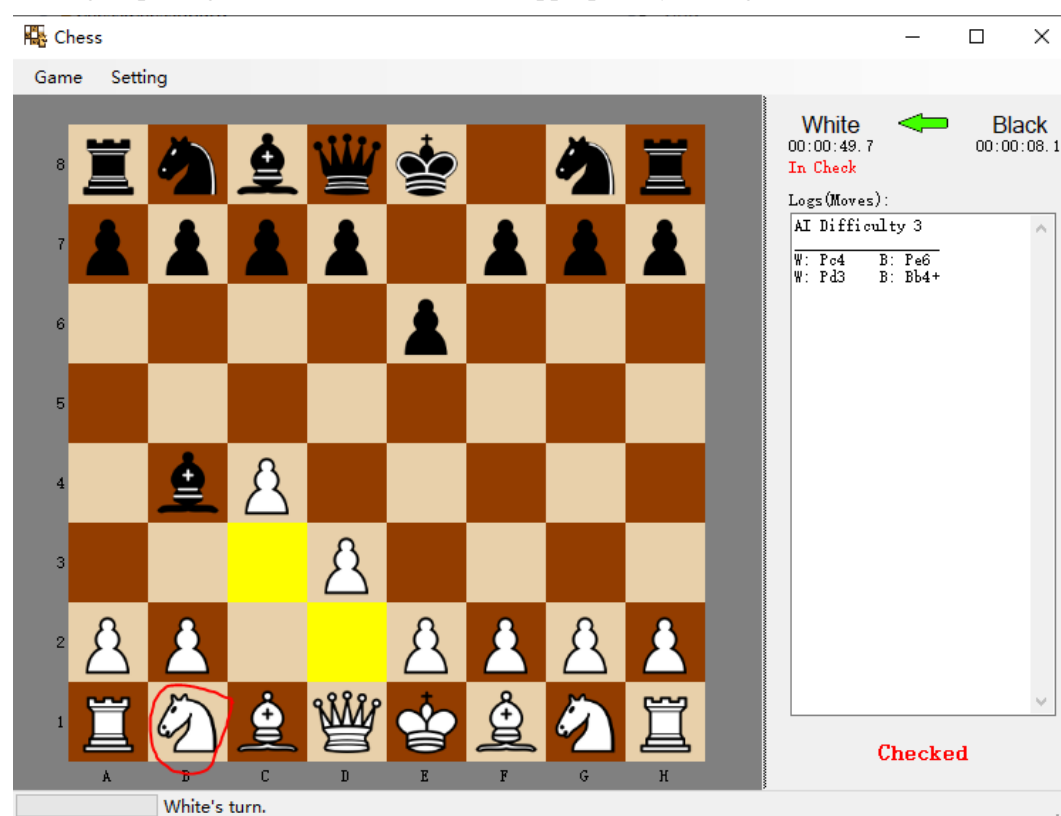 Chess
Game Setting
White Black
00:00:49.7 00:00:08.1
In Check
Logs(Moves):
AI Difficulty 3
W: Pc4 B: Pe6
W: Pd3 B: Bb4+
8
7
6
5
4
3
2
1
A B C D E F G H
Checked
White's turn.